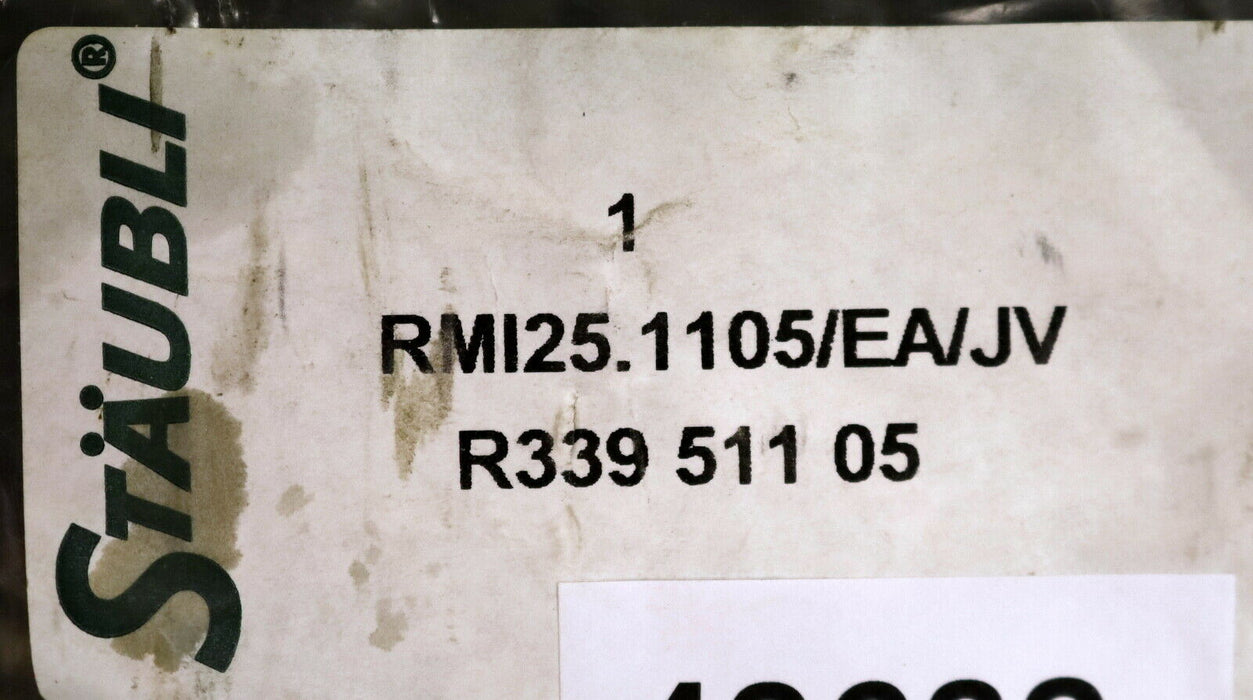 STÄUBLI®
1
RMI25.1105/EA/JV
R339 511 05